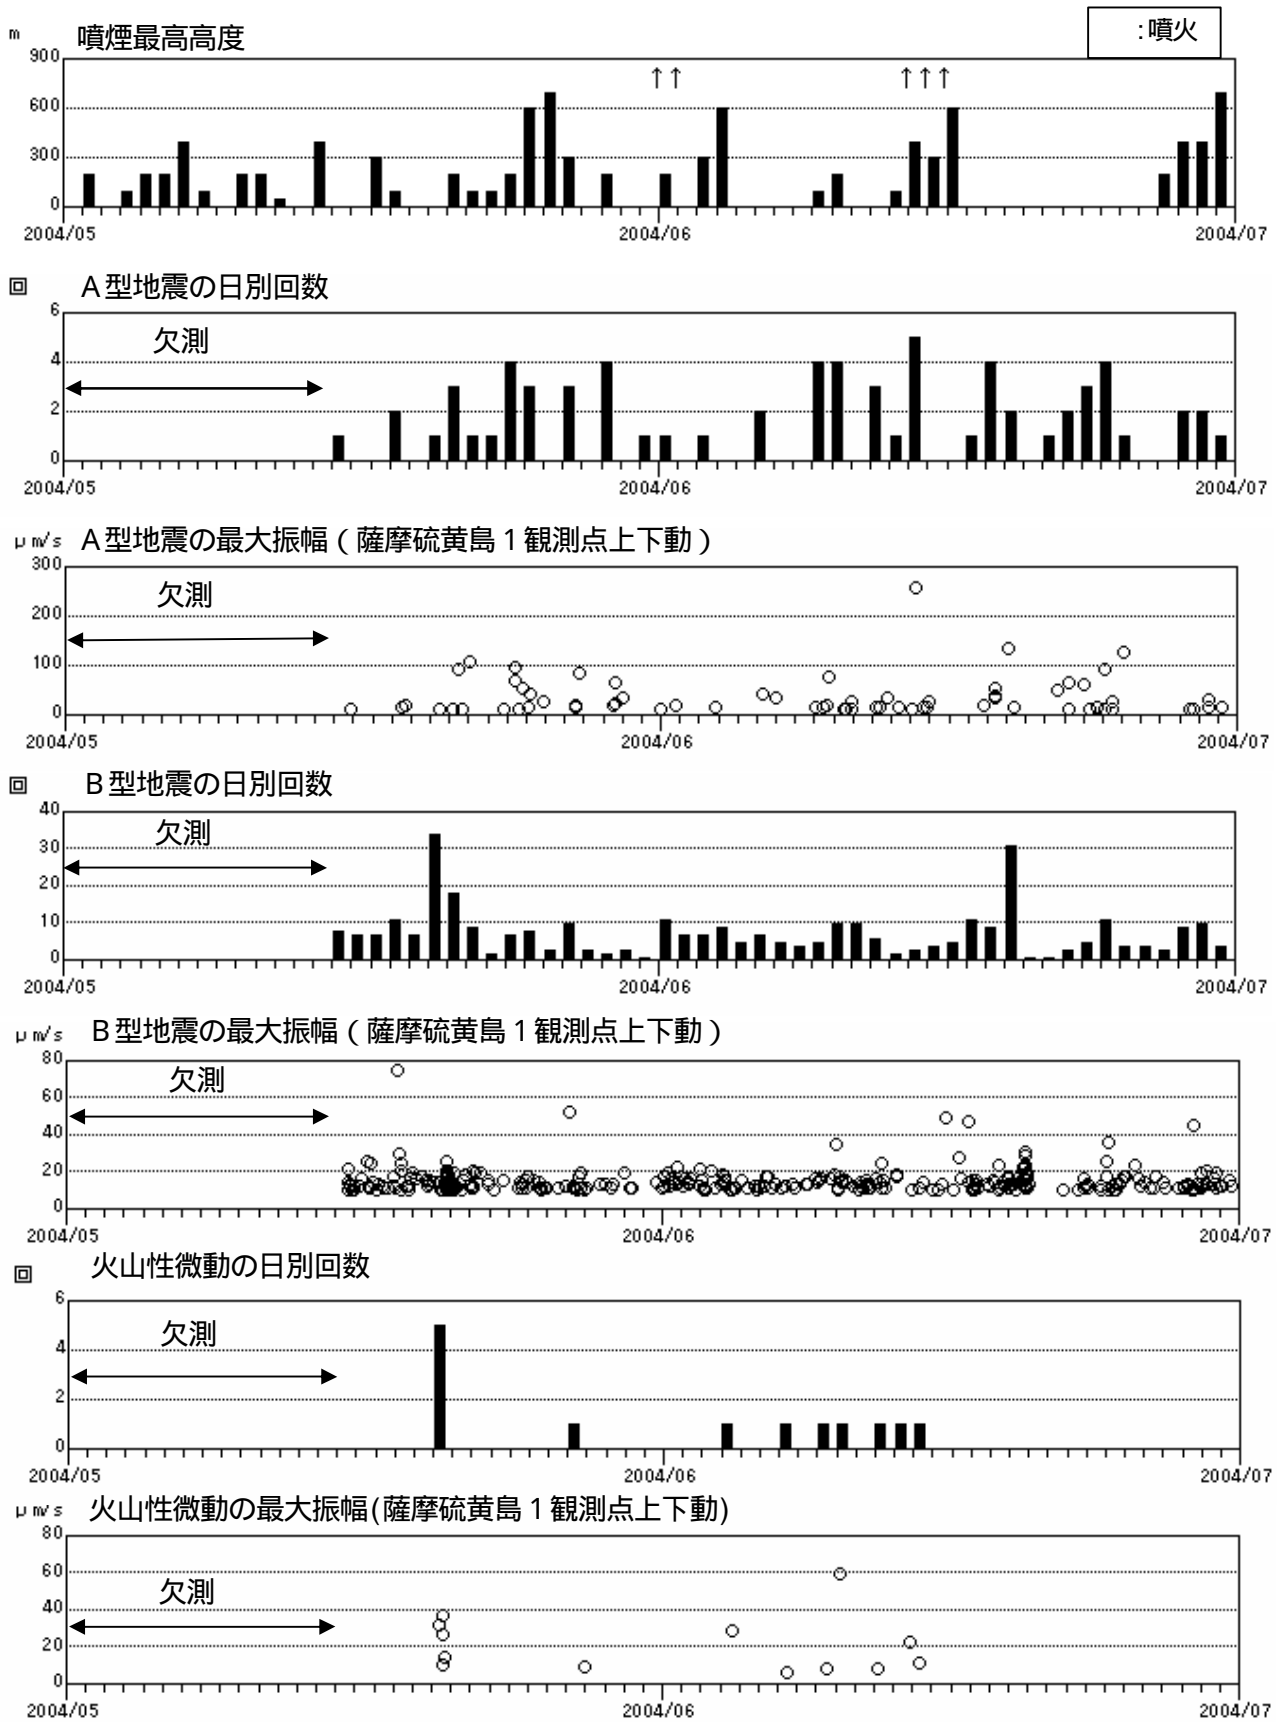 m 噴煙最高高度
：噴火
900
↑↑ ↑↑↑
600
300
0
2004/05 2004/06 2004/07
回 A型地震の日別回数
6
欠測
4
2
0
2004/05 2004/06 2004/07
μm/s A型地震の最大振幅（薩摩硫黄島１観測点上下動）
300
欠測
200
100
0
2004/05 2004/06 2004/07
回 B型地震の日別回数
40
欠測
30
20
10
0
2004/05 2004/06 2004/07
μm/s B型地震の最大振幅（薩摩硫黄島１観測点上下動）
80
欠測
60
40
20
0
2004/05 2004/06 2004/07
回 火山性微動の日別回数
6
欠測
4
2
0
2004/05 2004/06 2004/07
μm/s 火山性微動の最大振幅(薩摩硫黄島１観測点上下動)
80
60
欠測
40
20
0
2004/05 2004/06 2004/07